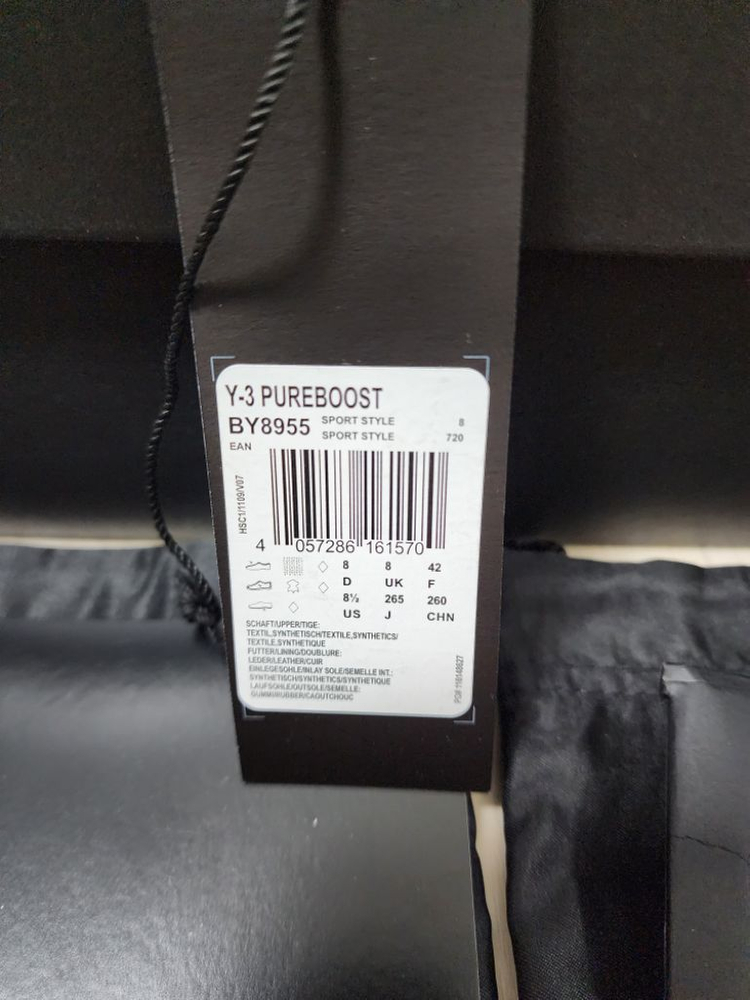 Y-3 PUREBOOST
BY8955 SPORT STYLE 8
SPORT STYLE 720
EAN
HSC1/1109/V07
4 057286 161570
8 8 42
D UK F
8½ 265 260
US J CHN
SCHAFT/UPPER/TIGE:
TEXTIL,SYNTHETISCH/TEXTILE,SYNTHETICS/
TEXTILE,SYNTHETIQUE
FUTTER/LINING/DOUBLURE:
LEDER/LEATHER/CUIR
EINLEGESOHLE/INLAY SOLE/SEMELLE INT.:
SYNTHETISCH/SYNTHETICS/SYNTHETIQUE
LAUFSOHLE/OUTSOLE/SEMELLE:
GUMMI/RUBBER/CAOUTCHOUC